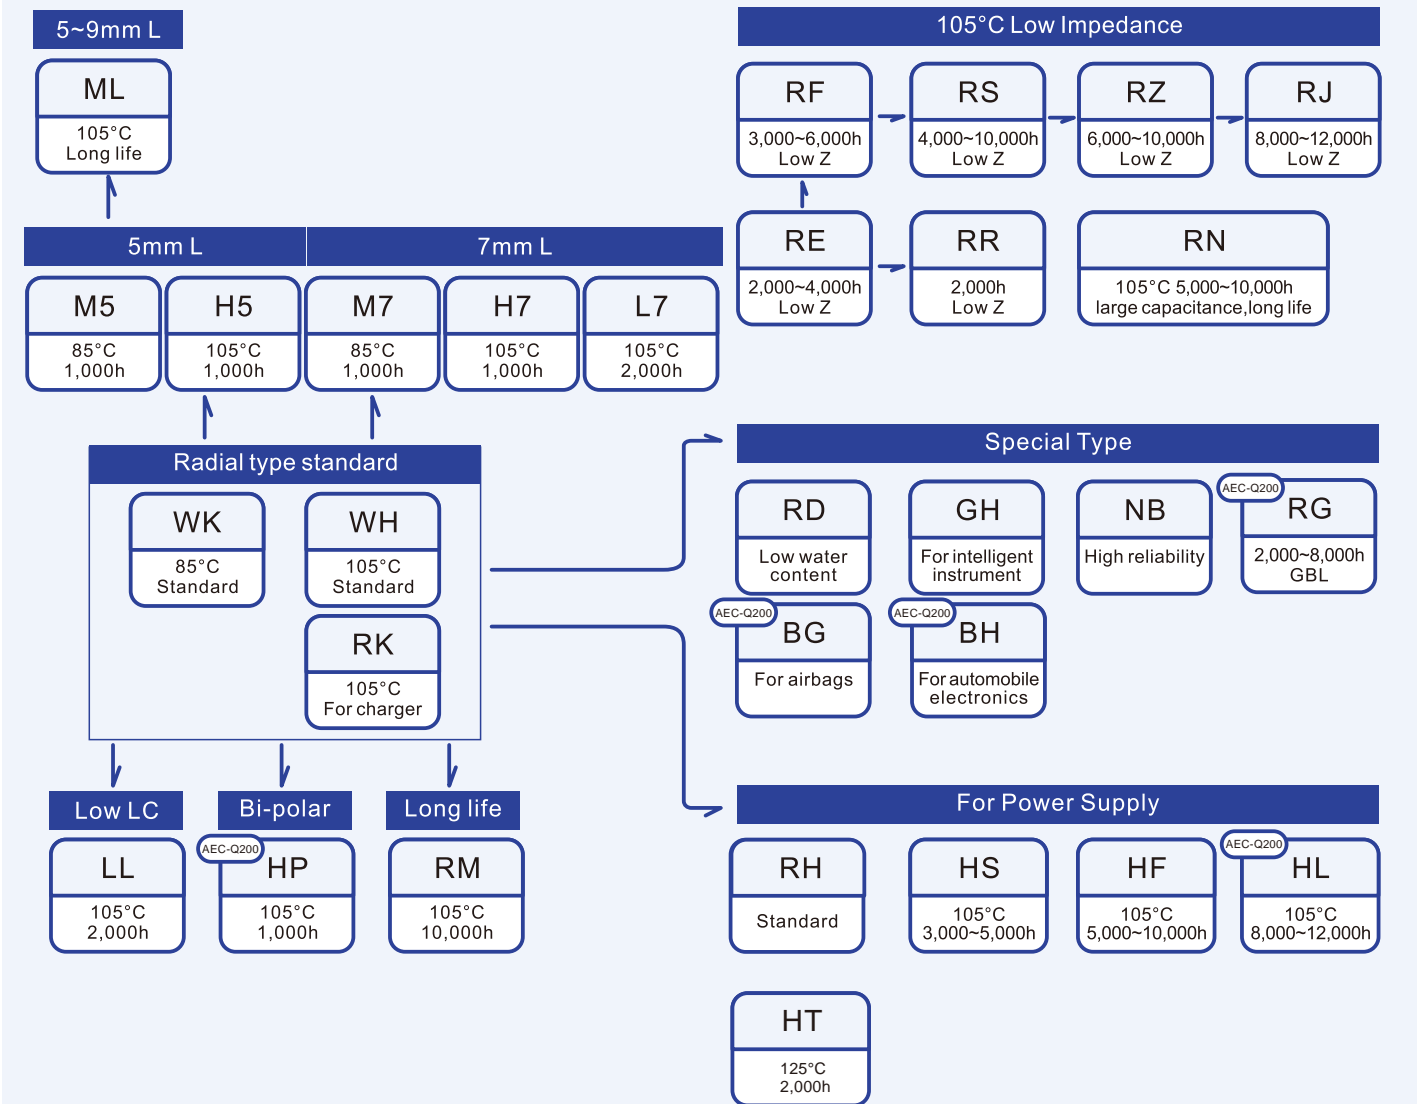 5~9mm L
ML
105°C
Long life
5mm L
7mm L
M5
85°C
1,000h
H5
105°C
1,000h
M7
85°C
1,000h
H7
105°C
1,000h
L7
105°C
2,000h
Radial type standard
WK
85°C
Standard
WH
105°C
Standard
RK
105°C
For charger
Low LC
LL
105°C
2,000h
Bi-polar
AEC-Q200
HP
105°C
1,000h
Long life
RM
105°C
10,000h
105°C Low Impedance
RF
3,000~6,000h
Low Z
RS
4,000~10,000h
Low Z
RZ
6,000~10,000h
Low Z
RJ
8,000~12,000h
Low Z
RE
2,000~4,000h
Low Z
RR
2,000h
Low Z
RN
105°C 5,000~10,000h
large capacitance,long life
Special Type
RD
Low water
content
GH
For intelligent
instrument
NB
High reliability
AEC-Q200
RG
2,000~8,000h
GBL
AEC-Q200
BG
For airbags
AEC-Q200
BH
For automobile
electronics
For Power Supply
RH
Standard
HS
105°C
3,000~5,000h
HF
105°C
5,000~10,000h
AEC-Q200
HL
105°C
8,000~12,000h
HT
125°C
2,000h